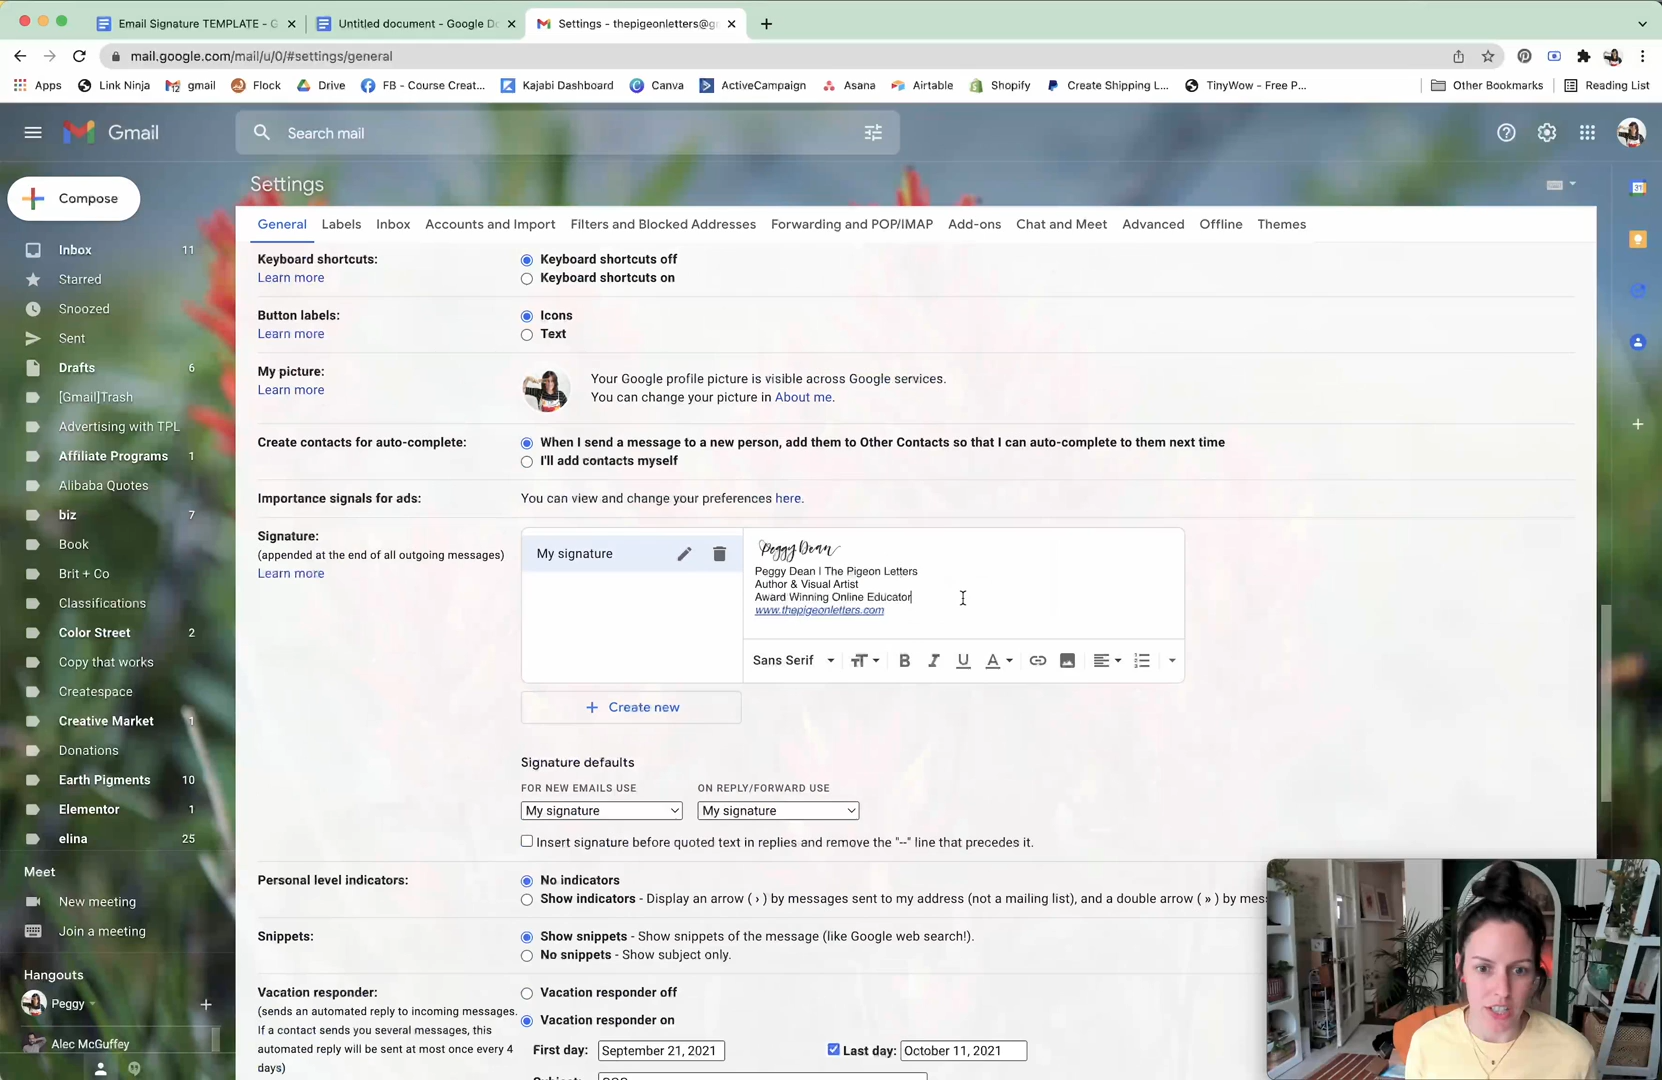 Email Signature TEMPLATE - G
Untitled document - Google Do
Settings - thepigeonletters@g
mail.google.com/mail/u/0/#settings/general
Apps
Link Ninja
gmail
Flock
Drive
FB - Course Creat...
Kajabi Dashboard
Canva
ActiveCampaign
Asana
Airtable
Shopify
Create Shipping L...
TinyWow - Free P...
Other Bookmarks
Reading List
Gmail
Search mail
Compose
Settings
General
Labels
Inbox
Accounts and Import
Filters and Blocked Addresses
Forwarding and POP/IMAP
Add-ons
Chat and Meet
Advanced
Offline
Themes
Inbox 11
Starred
Snoozed
Sent
Drafts 6
[Gmail]Trash
Advertising with TPL
Affiliate Programs 1
Alibaba Quotes
biz 7
Book
Brit + Co
Classifications
Color Street 2
Copy that works
Createspace
Creative Market 1
Donations
Earth Pigments 10
Elementor 1
elina 25
Meet
New meeting
Join a meeting
Hangouts
Peggy
Alec McGuffey
Keyboard shortcuts:
Learn more
Keyboard shortcuts off
Keyboard shortcuts on
Button labels:
Learn more
Icons
Text
My picture:
Learn more
Your Google profile picture is visible across Google services.
You can change your picture in About me.
Create contacts for auto-complete:
When I send a message to a new person, add them to Other Contacts so that I can auto-complete to them next time
I'll add contacts myself
Importance signals for ads:
You can view and change your preferences here.
Signature:
(appended at the end of all outgoing messages)
Learn more
My signature
Peggy Dean
Peggy Dean | The Pigeon Letters
Author & Visual Artist
Award Winning Online Educator
www.thepigeonletters.com
Sans Serif
Create new
Signature defaults
FOR NEW EMAILS USE
ON REPLY/FORWARD USE
My signature
My signature
Insert signature before quoted text in replies and remove the "--" line that precedes it.
Personal level indicators:
No indicators
Show indicators - Display an arrow ( › ) by messages sent to my address (not a mailing list), and a double arrow ( » ) by mes
Snippets:
Show snippets - Show snippets of the message (like Google web search!).
No snippets - Show subject only.
Vacation responder:
(sends an automated reply to incoming messages.
If a contact sends you several messages, this
automated reply will be sent at most once every 4
days)
Vacation responder off
Vacation responder on
First day: September 21, 2021
Last day: October 11, 2021